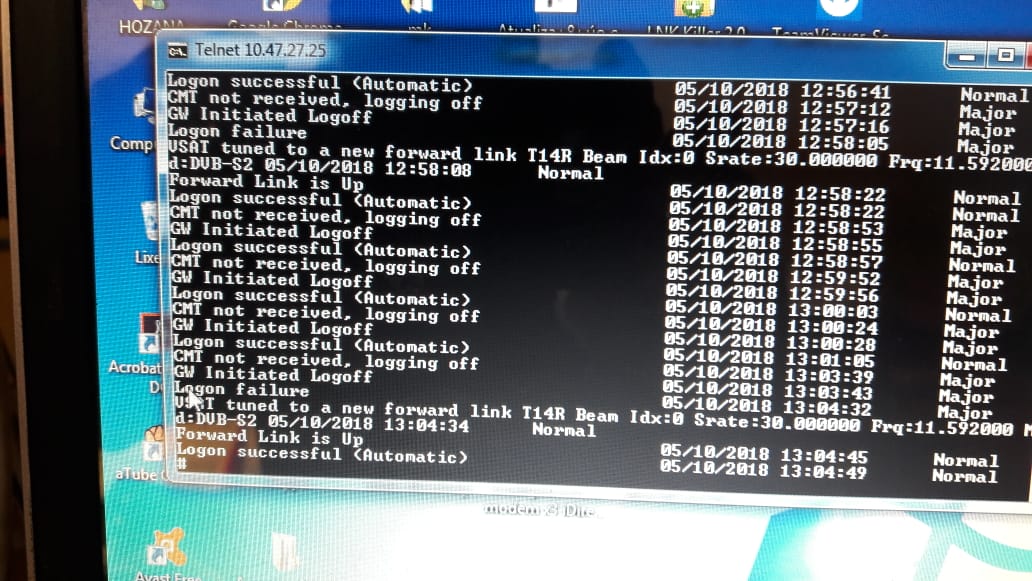 HOZANA
Google Chrome
mk
LNK Killer 2.0
TeamViewer
Telnet 10.47.27.25
Logon successful (Automatic) 05/10/2018 12:56:41 Normal
CMT not received, logging off 05/10/2018 12:57:12 Major
GW Initiated Logoff 05/10/2018 12:57:16 Major
Logon failure 05/10/2018 12:58:05 Major
VSAT tuned to a new forward link T14R Beam Idx:0 Srate:30.000000 Frq:11.592000
d:DVB-S2 05/10/2018 12:58:08 Normal
Forward Link is Up 05/10/2018 12:58:22 Normal
Logon successful (Automatic) 05/10/2018 12:58:22 Normal
CMT not received, logging off 05/10/2018 12:58:53 Major
GW Initiated Logoff 05/10/2018 12:58:55 Major
Logon successful (Automatic) 05/10/2018 12:58:57 Normal
CMT not received, logging off 05/10/2018 12:59:52 Major
GW Initiated Logoff 05/10/2018 12:59:56 Major
Logon successful (Automatic) 05/10/2018 13:00:03 Normal
CMT not received, logging off 05/10/2018 13:00:24 Major
GW Initiated Logoff 05/10/2018 13:00:28 Major
Logon successful (Automatic) 05/10/2018 13:01:05 Normal
CMT not received, logging off 05/10/2018 13:03:39 Major
GW Initiated Logoff 05/10/2018 13:03:43 Major
Logon failure 05/10/2018 13:04:32 Major
VSAT tuned to a new forward link T14R Beam Idx:0 Srate:30.000000 Frq:11.592000 M
d:DVB-S2 05/10/2018 13:04:34 Normal
Forward Link is Up 05/10/2018 13:04:45 Normal
Logon successful (Automatic) 05/10/2018 13:04:49 Normal
#
Comp
Lixe
Acrobat
D
aTube
modem
Avast Free